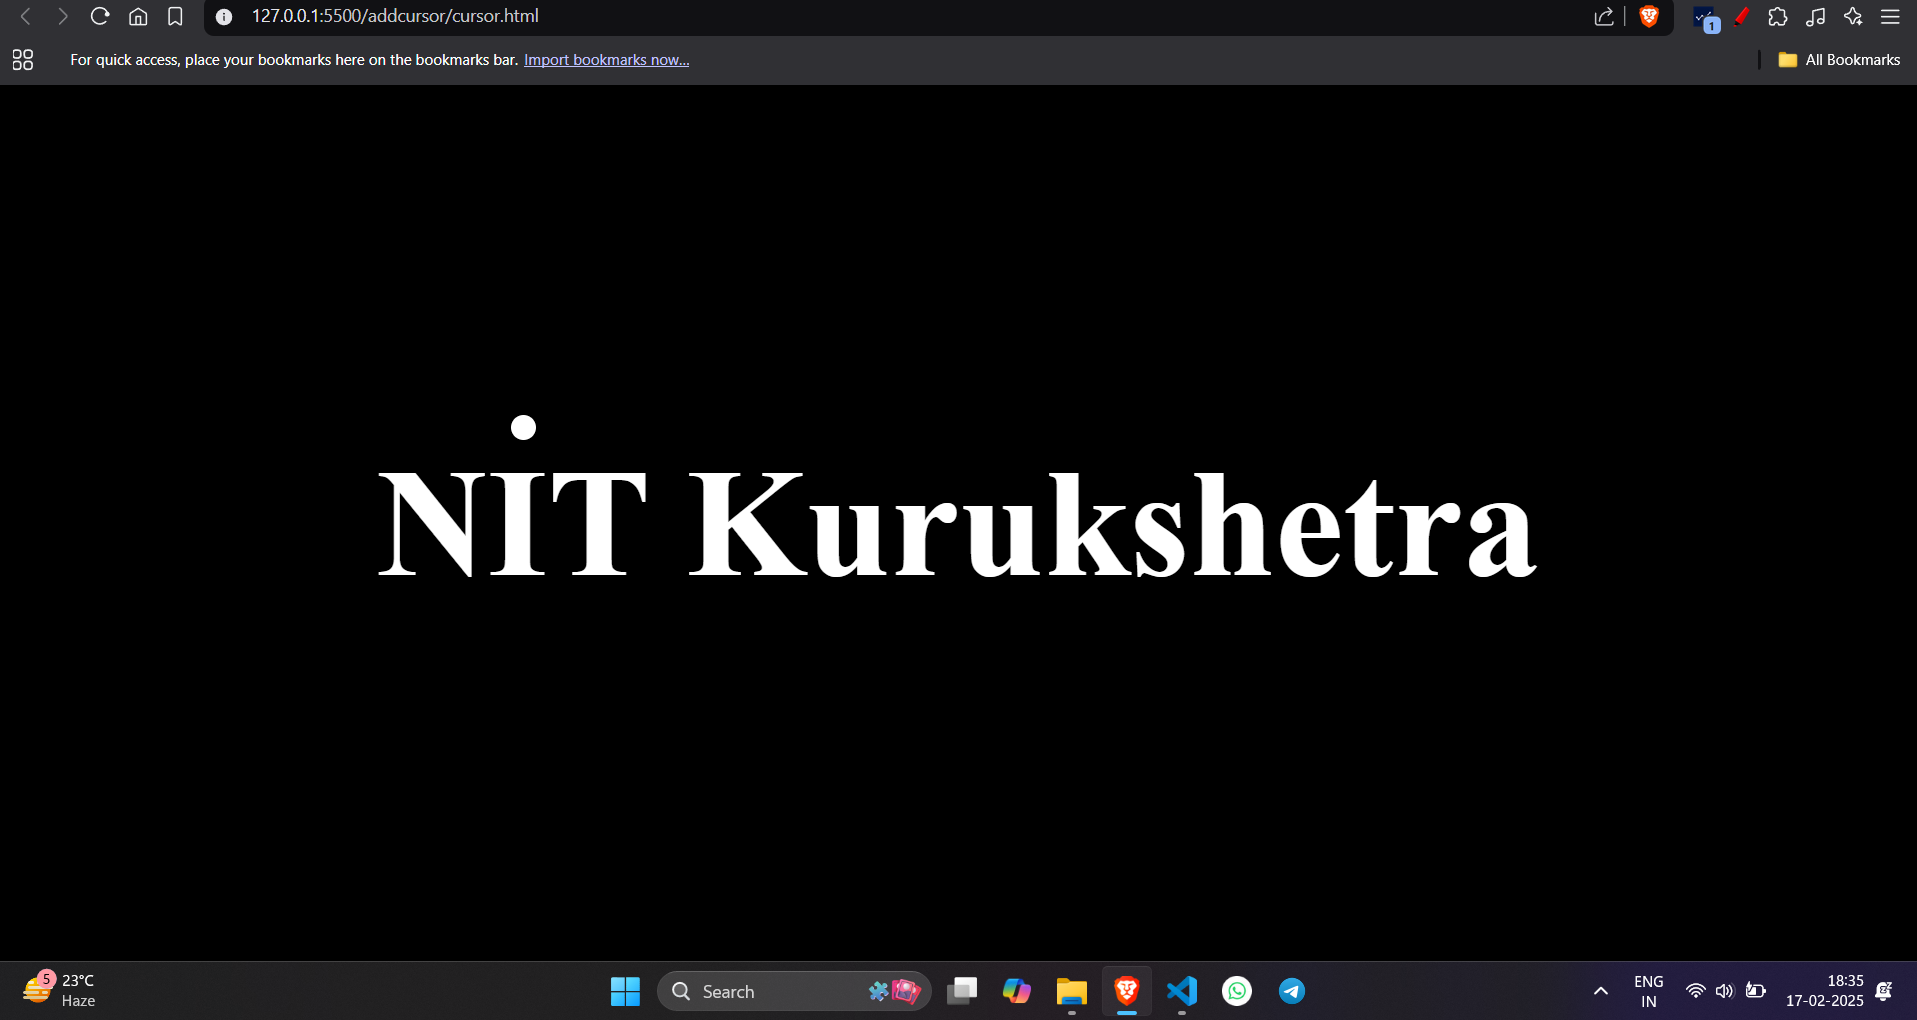 127.0.0.1:5500/addcursor/cursor.html
1
For quick access, place your bookmarks here on the bookmarks bar. Import bookmarks now...
All Bookmarks
NIT Kurukshetra
5
23°C
Haze
Search
ENG
IN
18:35
17-02-2025